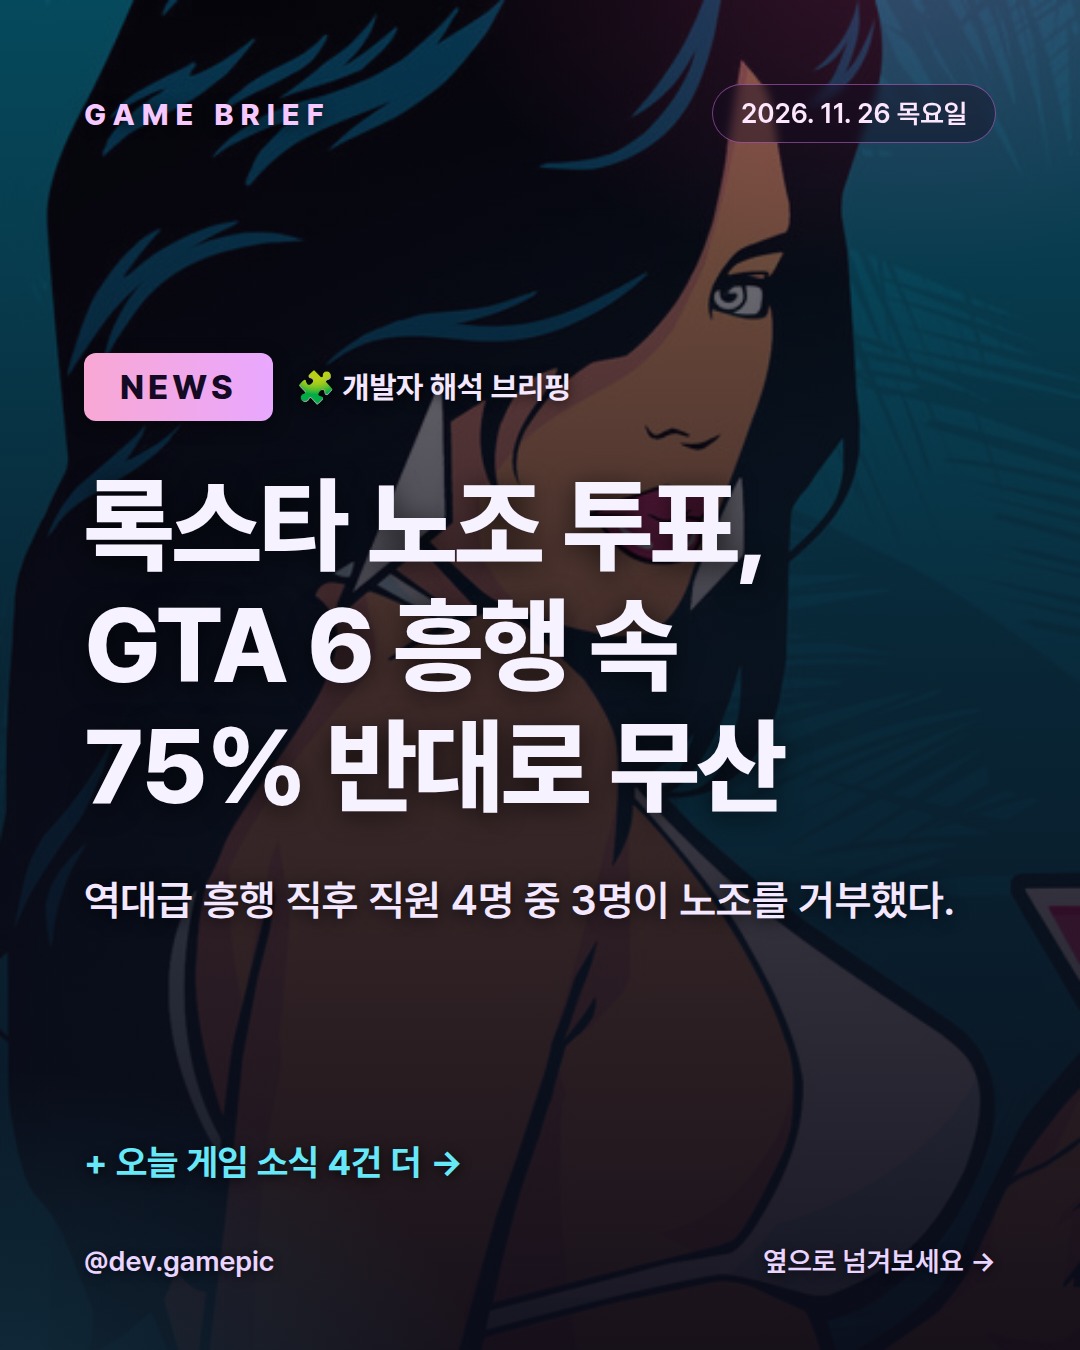 GAME BRIEF
2026. 11. 26 목요일
NEWS
🧩 개발자 해석 브리핑
록스타 노조 투표,
GTA 6 흥행 속
75% 반대로 무산
역대급 흥행 직후 직원 4명 중 3명이 노조를 거부했다.
+ 오늘 게임 소식 4건 더 →
@dev.gamepic
옆으로 넘겨보세요 →